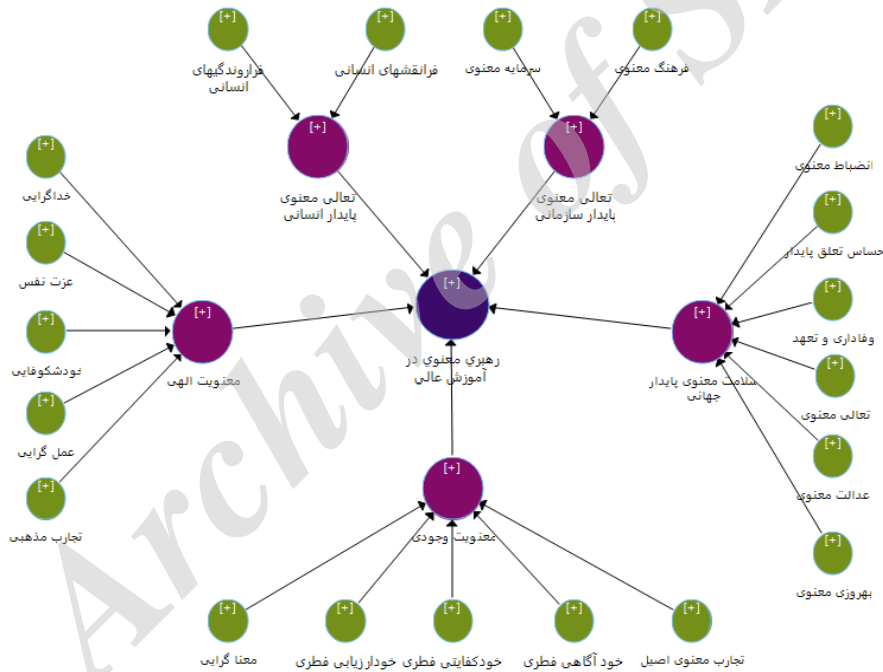 [+]
[+]
[+]
[+]
فرهنگ معنوی
سرمایه معنوی
فرانقشهای انسانی
فراروندگیهای
انسانی
[+]
[+]
[+]
[+]
انضباط معنوی
خداگرایی
تعالی معنوی
پایدار سازمانی
تعالی معنوی
پایدار انسانی
[+]
[+]
حساس تعلق پایدار
عزت نفس
[+]
[+]
وفاداری و تعهد
[+]
[+]
[+]
خودشکوفایی
[+]
رهبري معنوي در
آموزش عالي
معنویت الهی
سلامت معنوی پایدار
جهانی
[+]
تعالی معنوی
[+]
عمل گرایی
[+]
عدالت معنوی
[+]
تجارب مذهبی
[+]
معنویت وجودی
[+]
بهروزی معنوی
[+]
[+]
[+]
[+]
[+]
تجارب معنوی اصیل
خود آگاهی فطری
خودکفایتی فطری
خودارزیابی فطری
معنا گرایی